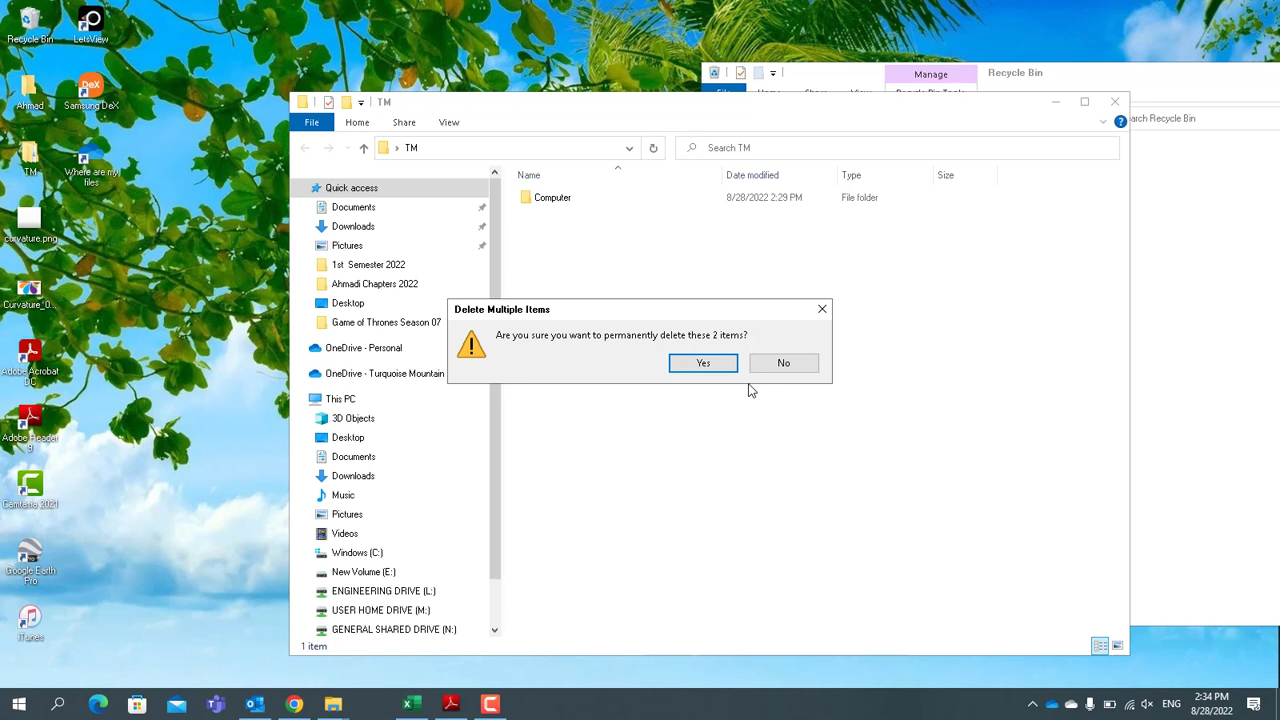 Recycle Bin
LetsView
Ahmad
SamsungDeX
TM
Where are my
files
curvature.png
Curvature_0...
Adobe Acrobat
DC
Adobe Reader
9
Camtasia 2021
Google Earth
Pro
iTunes
Manage
Recycle Bin
arch Recycle Bin
TM
File
Home
Share
View
TM
Search TM
Name
Date modified
Type
Size
Computer
8/28/2022 2:29 PM
File folder
Quick access
Documents
Downloads
Pictures
1st Semester 2022
Ahmadi Chapters 2022
Desktop
Game of Thrones Season 07
OneDrive - Personal
OneDrive - Turquoise Mountain
This PC
3D Objects
Desktop
Documents
Downloads
Music
Pictures
Videos
Windows (C:)
New Volume (E:)
ENGINEERING DRIVE (L:)
USER HOME DRIVE (M:)
GENERAL SHARED DRIVE (N:)
Delete Multiple Items
Are you sure you want to permanently delete these 2 items?
Yes
No
1 item
2:34 PM
8/28/2022